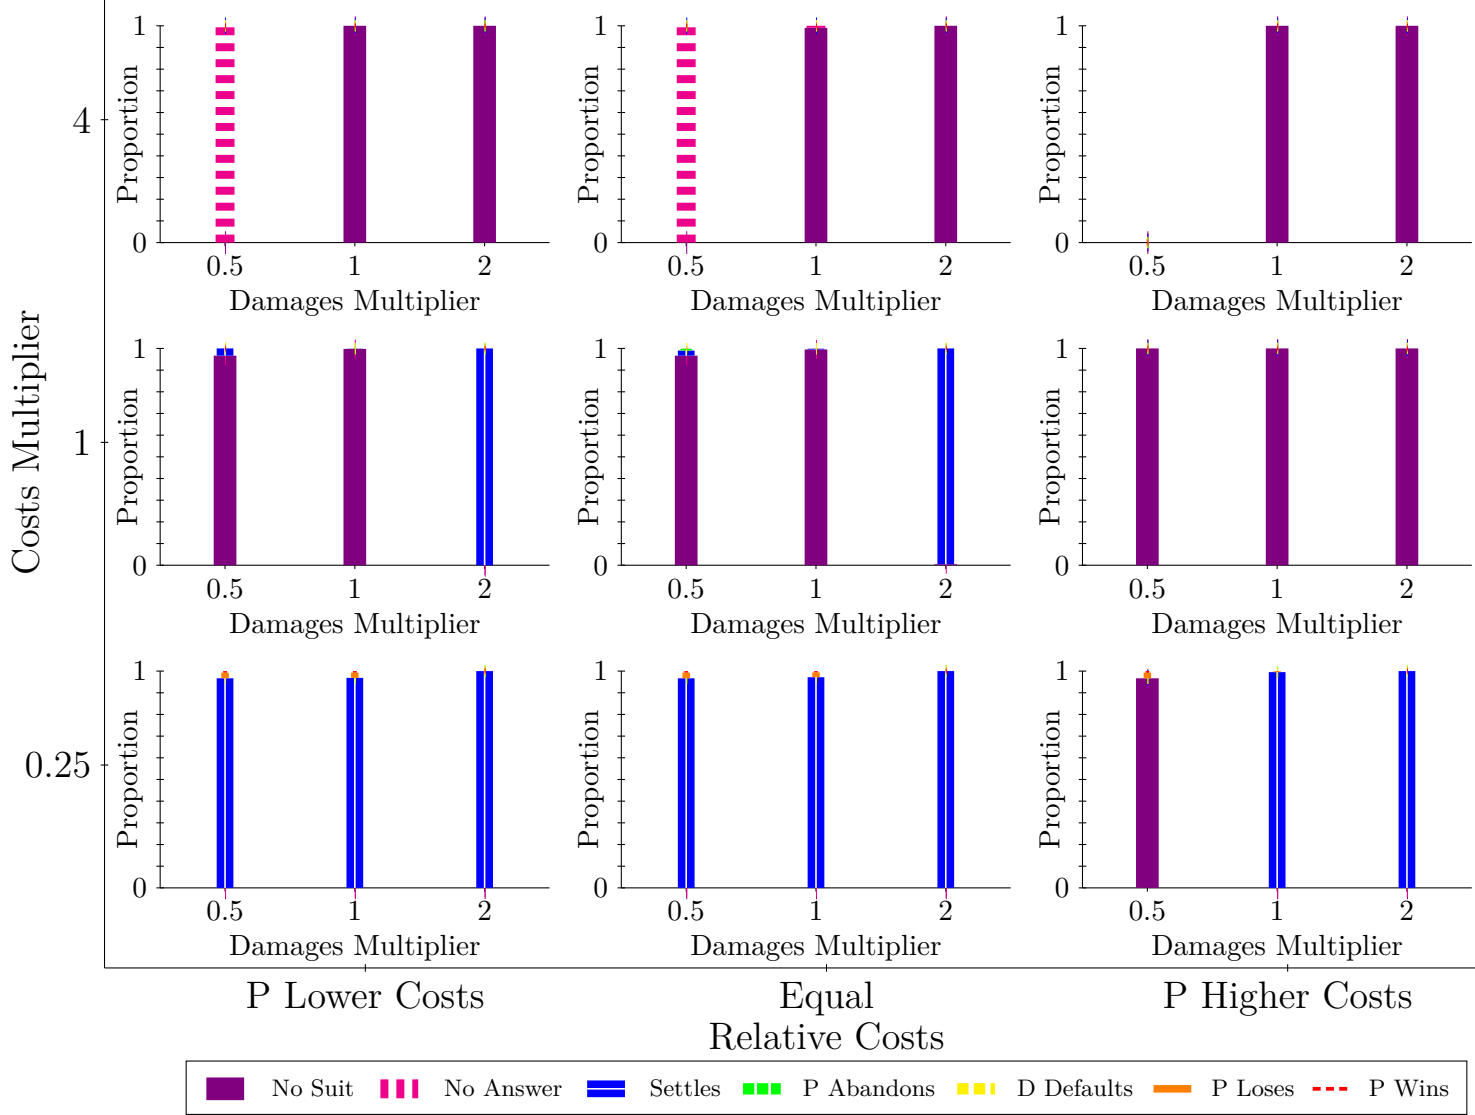 1 1 1
Proportion Proportion Proportion
4
0 0 0
0.5 1 2 0.5 1 2 0.5 1 2
Damages Multiplier Damages Multiplier Damages Multiplier
Costs Multiplier
1 1 1
Proportion Proportion Proportion
1
0 0 0
0.5 1 2 0.5 1 2 0.5 1 2
Damages Multiplier Damages Multiplier Damages Multiplier
1 1 1
Proportion Proportion Proportion
0.25
0 0 0
0.5 1 2 0.5 1 2 0.5 1 2
Damages Multiplier Damages Multiplier Damages Multiplier
P Lower Costs Equal P Higher Costs
Relative Costs
No Suit No Answer Settles P Abandons D Defaults P Loses P Wins